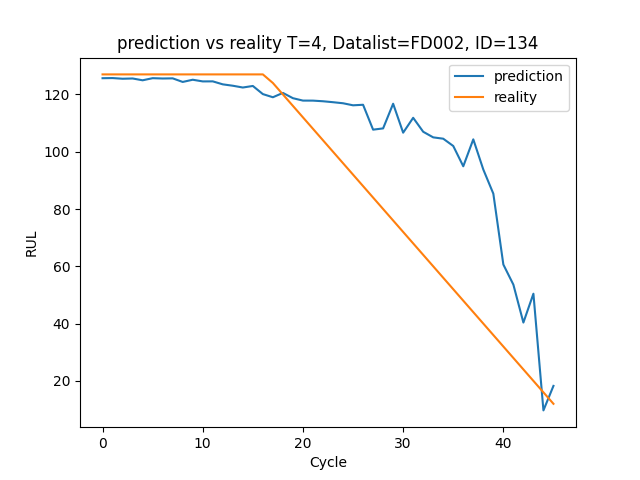 prediction vs reality T=4, Datalist=FD002, ID=134
prediction
reality
120
100
80
60
40
20
RUL
0 10 20 30 40
Cycle